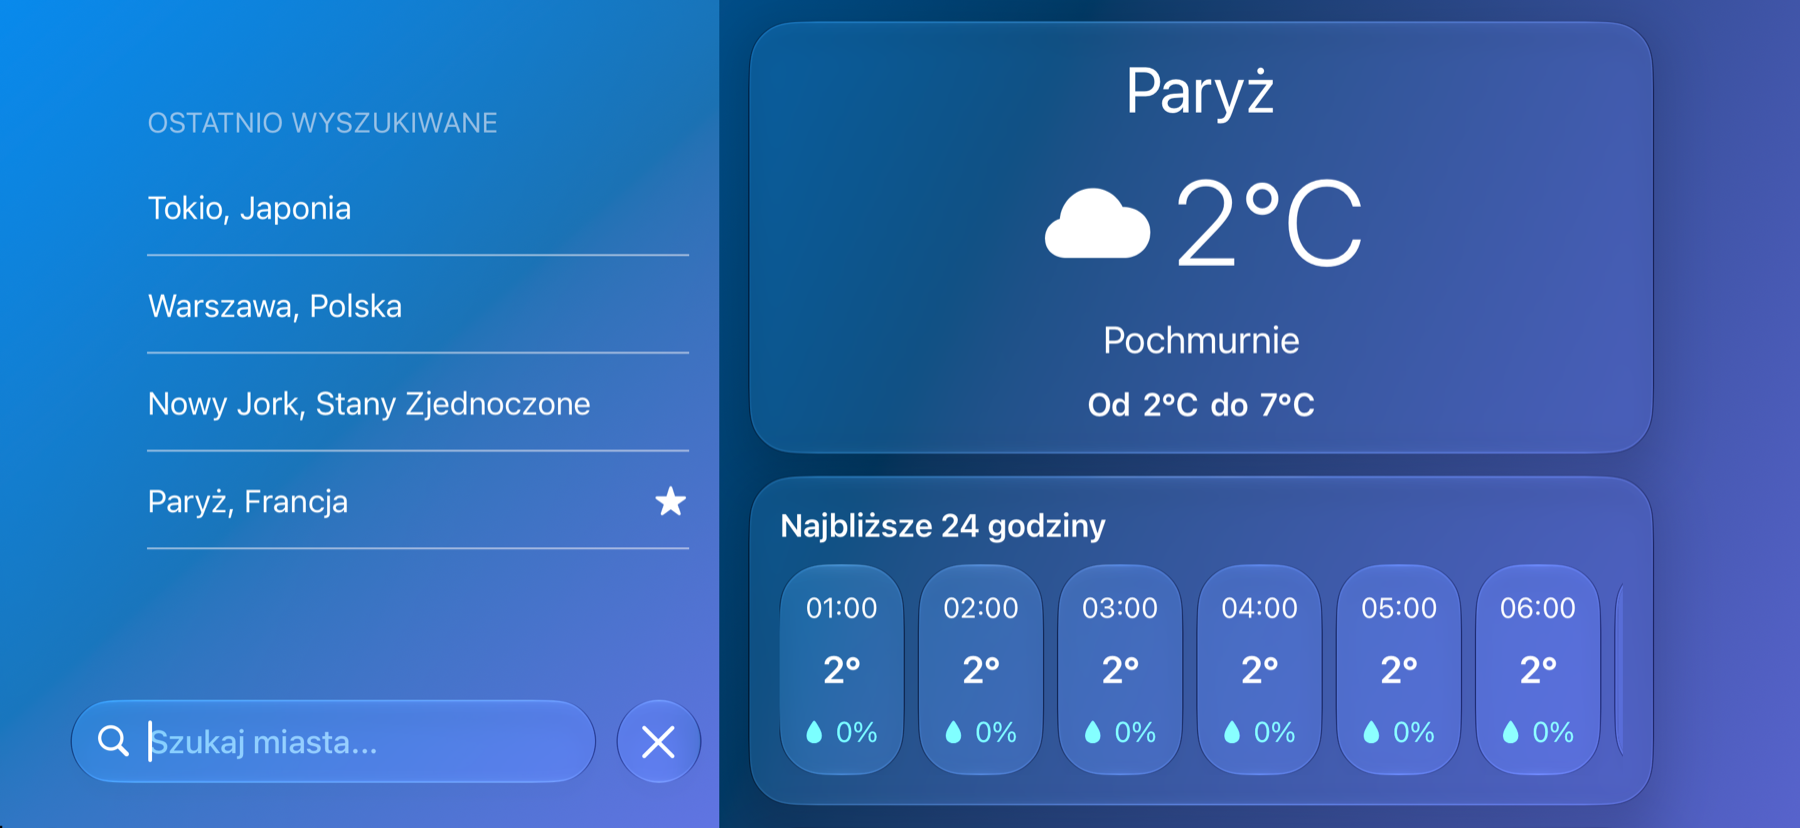 OSTATNIO WYSZUKIWANE
Tokio, Japonia
Warszawa, Polska
Nowy Jork, Stany Zjednoczone
Paryż, Francja
Szukaj miasta...
Paryż
2°C
Pochmurnie
Od 2°C do 7°C
Najbliższe 24 godziny
01:00 02:00 03:00 04:00 05:00 06:00
2° 2° 2° 2° 2° 2°
0% 0% 0% 0% 0% 0%